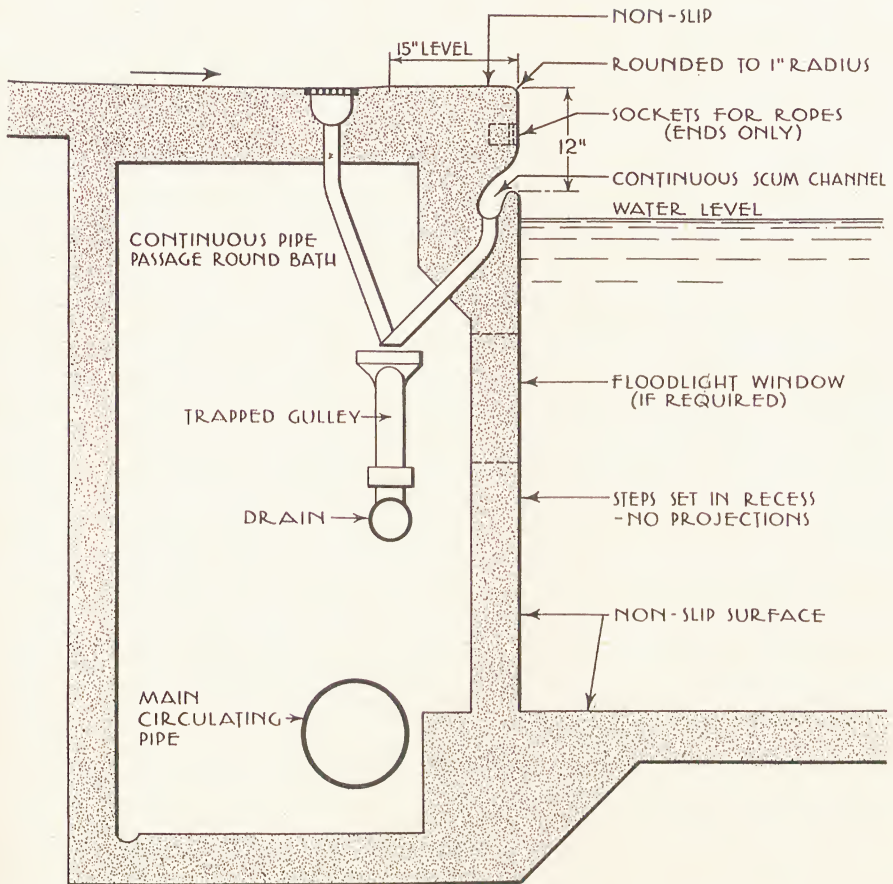 NON-SLIP
15" LEVEL
ROUNDED TO 1" RADIUS
SOCKETS FOR ROPES
(ENDS ONLY)
12"
CONTINUOUS SCUM CHANNEL
WATER LEVEL
CONTINUOUS PIPE
PASSAGE ROUND BATH
FLOODLIGHT WINDOW
(IF REQUIRED)
TRAPPED GULLEY
STEPS SET IN RECESS
-NO PROJECTIONS
DRAIN
NON-SLIP SURFACE
MAIN
CIRCULATING
PIPE